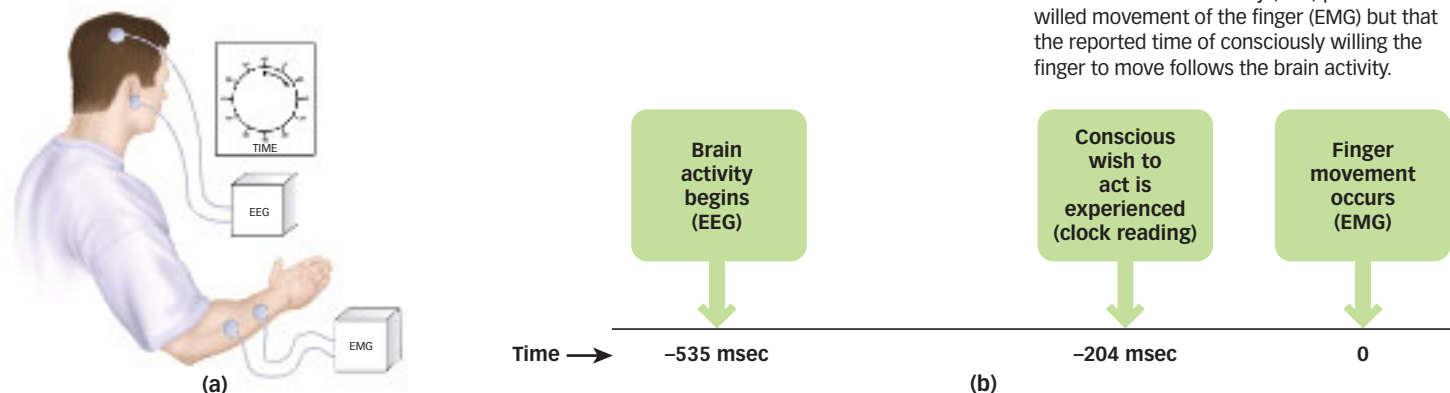 willed movement of the finger (EMG) but that
the reported time of consciously willing the
finger to move follows the brain activity.
TIME
EEG
EMG
(a)
Brain
activity
begins
(EEG)
Conscious
wish to
act is
experienced
(clock reading)
Finger
movement
occurs
(EMG)
Time
–535 msec
–204 msec
0
(b)